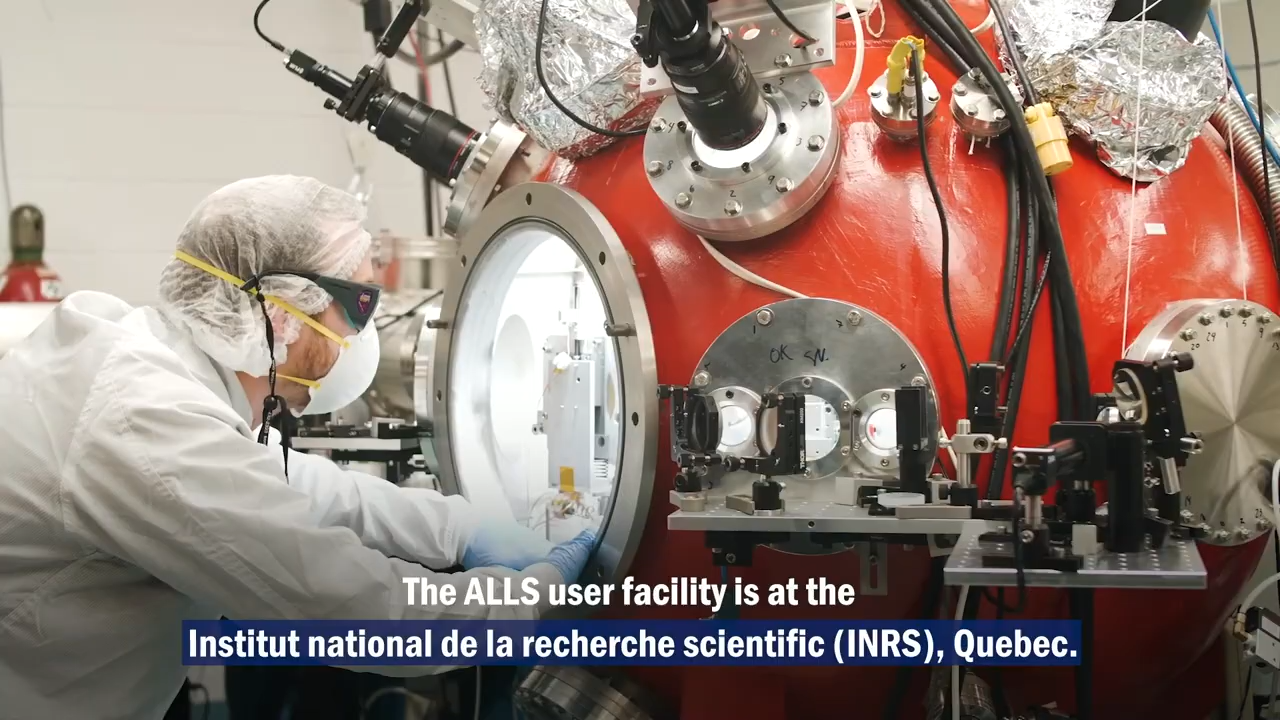 OK SN.
The ALLS user facility is at the
Institut national de la recherche scientific (INRS), Quebec.